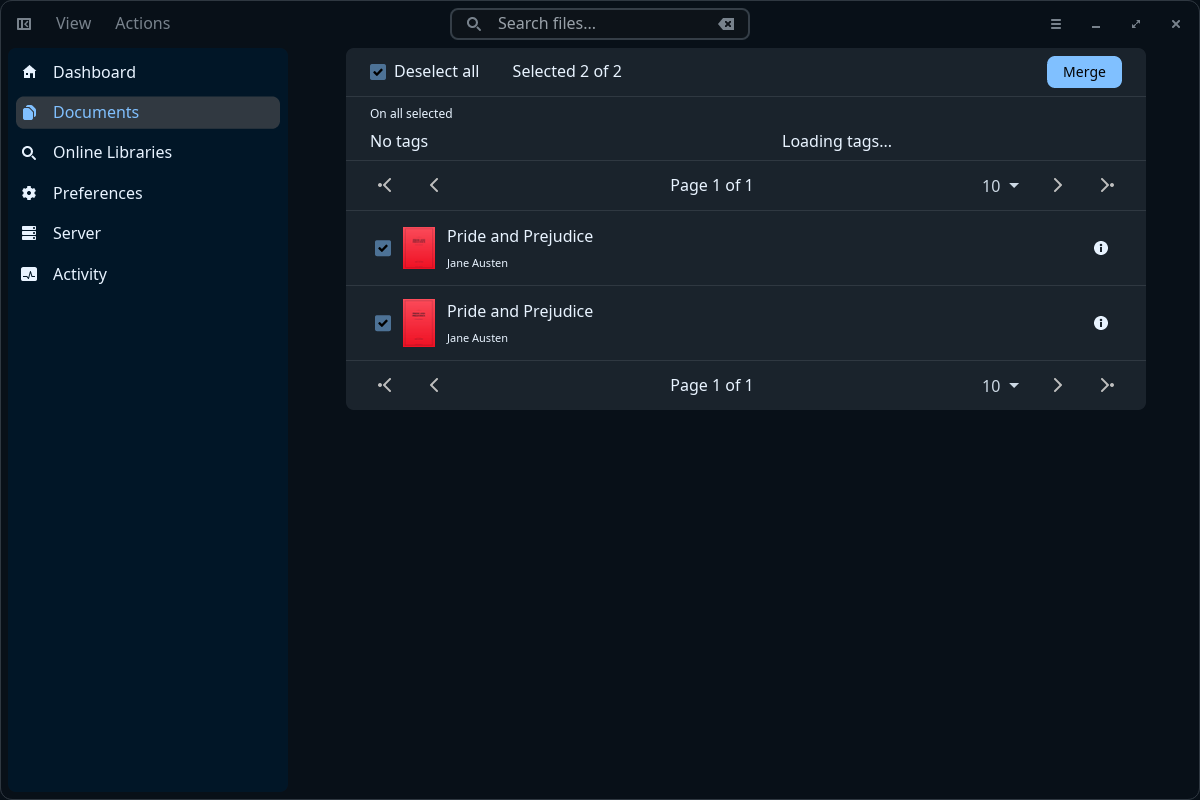 View Actions Search files...
Dashboard
Documents
Online Libraries
Preferences
Server
Activity
Deselect all Selected 2 of 2 Merge
On all selected
No tags Loading tags...
Page 1 of 1 10
Pride and Prejudice
Jane Austen
Pride and Prejudice
Jane Austen
Page 1 of 1 10